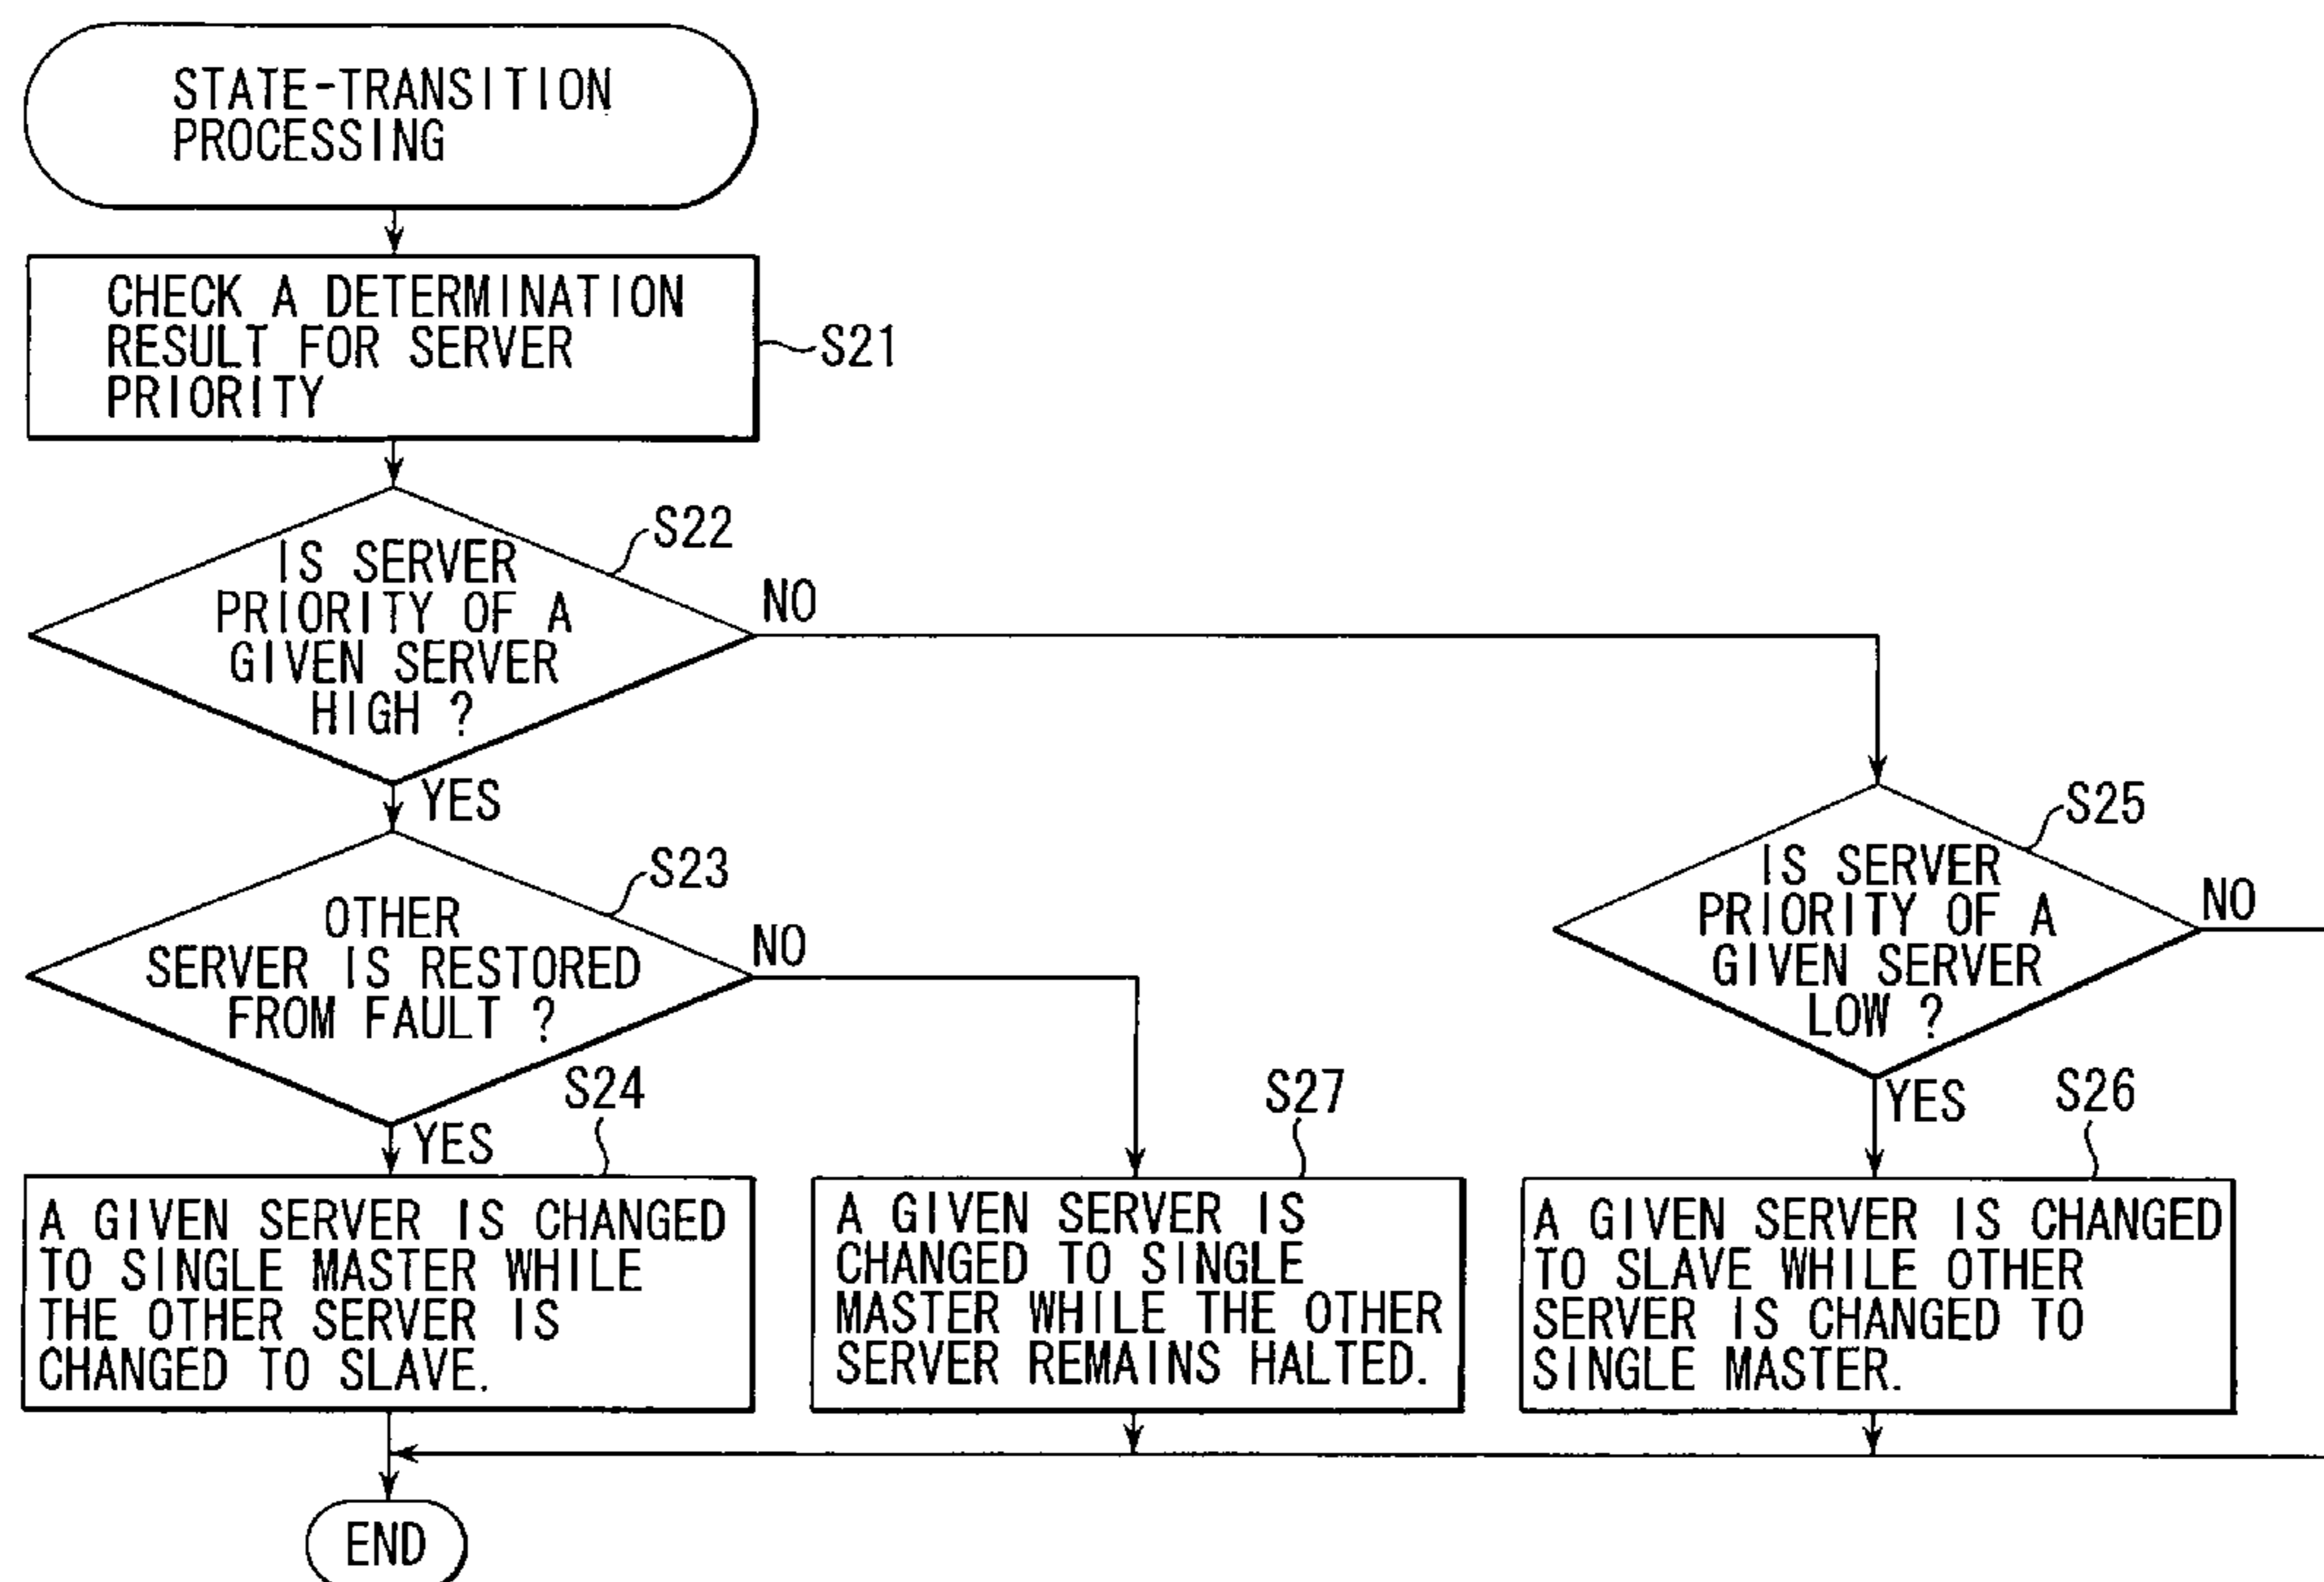 STATE-TRANSITION
PROCESSING
CHECK A DETERMINATION
RESULT FOR SERVER
PRIORITY
S21
S22
IS SERVER
PRIORITY OF A
GIVEN SERVER
HIGH ?
NO
YES
S23
OTHER
SERVER IS RESTORED
FROM FAULT ?
NO
YES
S25
IS SERVER
PRIORITY OF A
GIVEN SERVER
LOW ?
NO
YES
S24
A GIVEN SERVER IS CHANGED
TO SINGLE MASTER WHILE
THE OTHER SERVER IS
CHANGED TO SLAVE.
S27
A GIVEN SERVER IS
CHANGED TO SINGLE
MASTER WHILE THE OTHER
SERVER REMAINS HALTED.
S26
A GIVEN SERVER IS CHANGED
TO SLAVE WHILE OTHER
SERVER IS CHANGED TO
SINGLE MASTER.
END